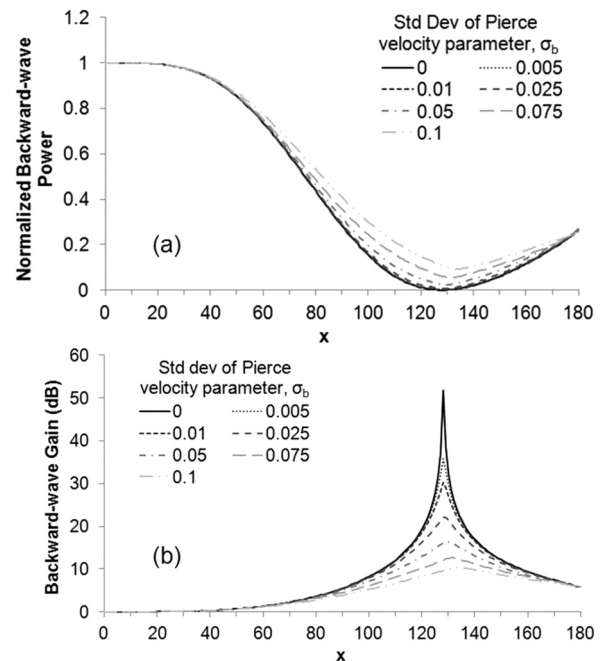 Std Dev of Pierce
velocity parameter, σb
0 0.005
0.01 0.025
0.05 0.075
0.1
Normalized Backward-wave
Power
1.2
1
0.8
0.6
0.4
0.2
0
(a)
0 20 40 60 80 100 120 140 160 180
x
Std dev of Pierce
velocity parameter, σb
0 0.005
0.01 0.025
0.05 0.075
0.1
Backward-wave Gain (dB)
60
50
40
30
20
10
0
(b)
0 20 40 60 80 100 120 140 160 180
x